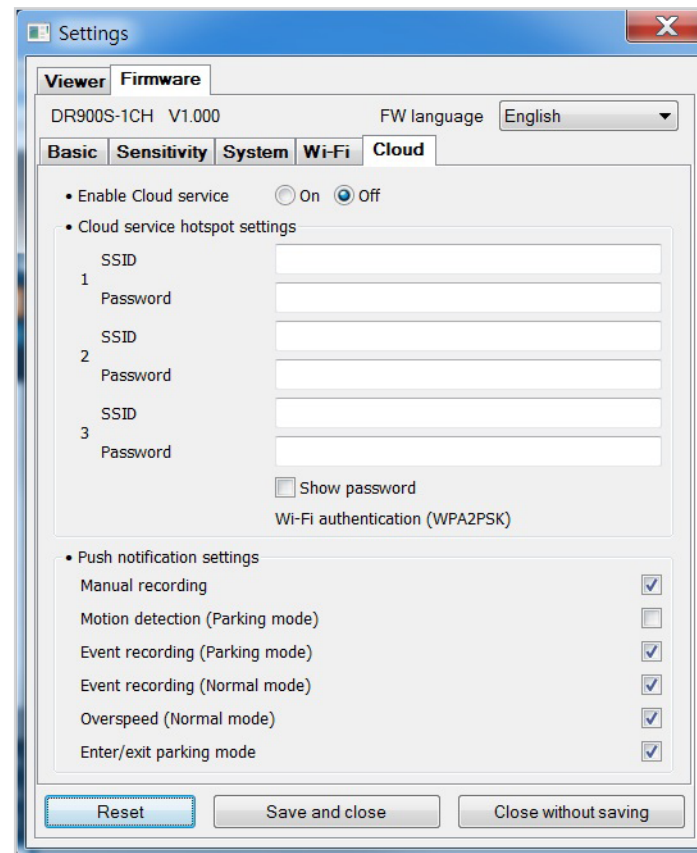 Settings
Viewer Firmware
DR900S-1CH V1.000 FW language English
Basic Sensitivity System Wi-Fi Cloud
• Enable Cloud service On Off
• Cloud service hotspot settings
SSID
1
Password
SSID
2
Password
SSID
3
Password
Show password
Wi-Fi authentication (WPA2PSK)
• Push notification settings
Manual recording
Motion detection (Parking mode)
Event recording (Parking mode)
Event recording (Normal mode)
Overspeed (Normal mode)
Enter/exit parking mode
Reset Save and close Close without saving